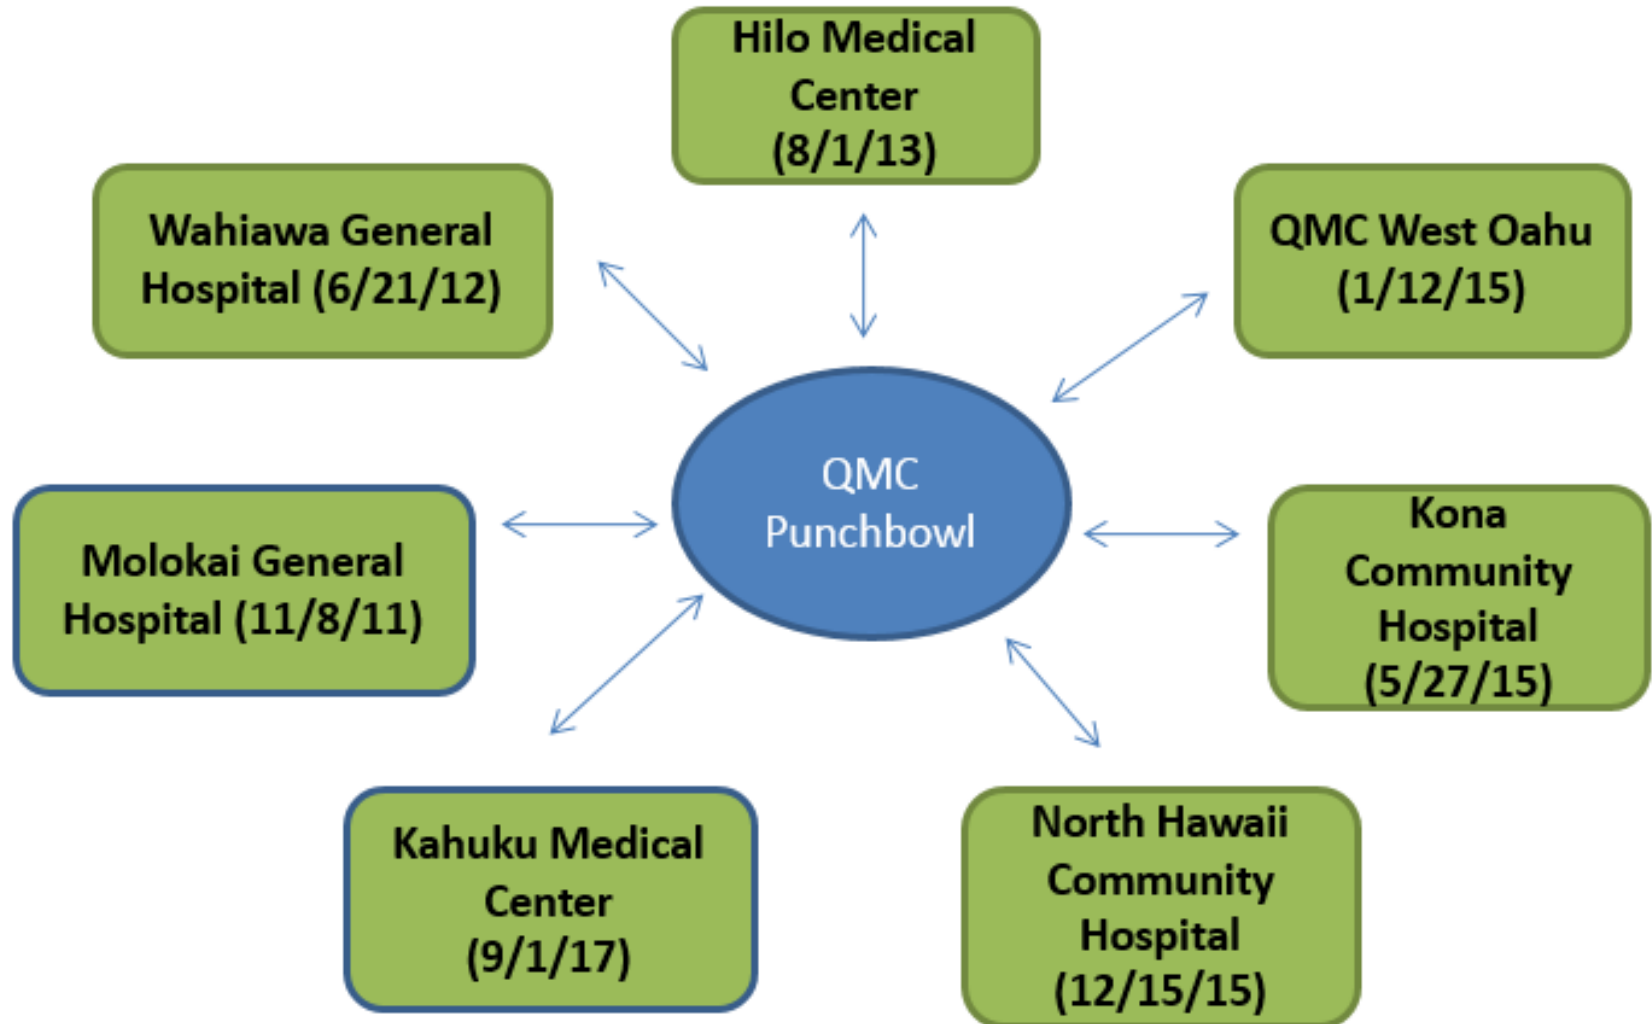 Hilo Medical
Center
(8/1/13)
Wahiawa General
Hospital (6/21/12)
QMC West Oahu
(1/12/15)
QMC
Punchbowl
Molokai General
Hospital (11/8/11)
Kona
Community
Hospital
(5/27/15)
Kahuku Medical
Center
(9/1/17)
North Hawaii
Community
Hospital
(12/15/15)